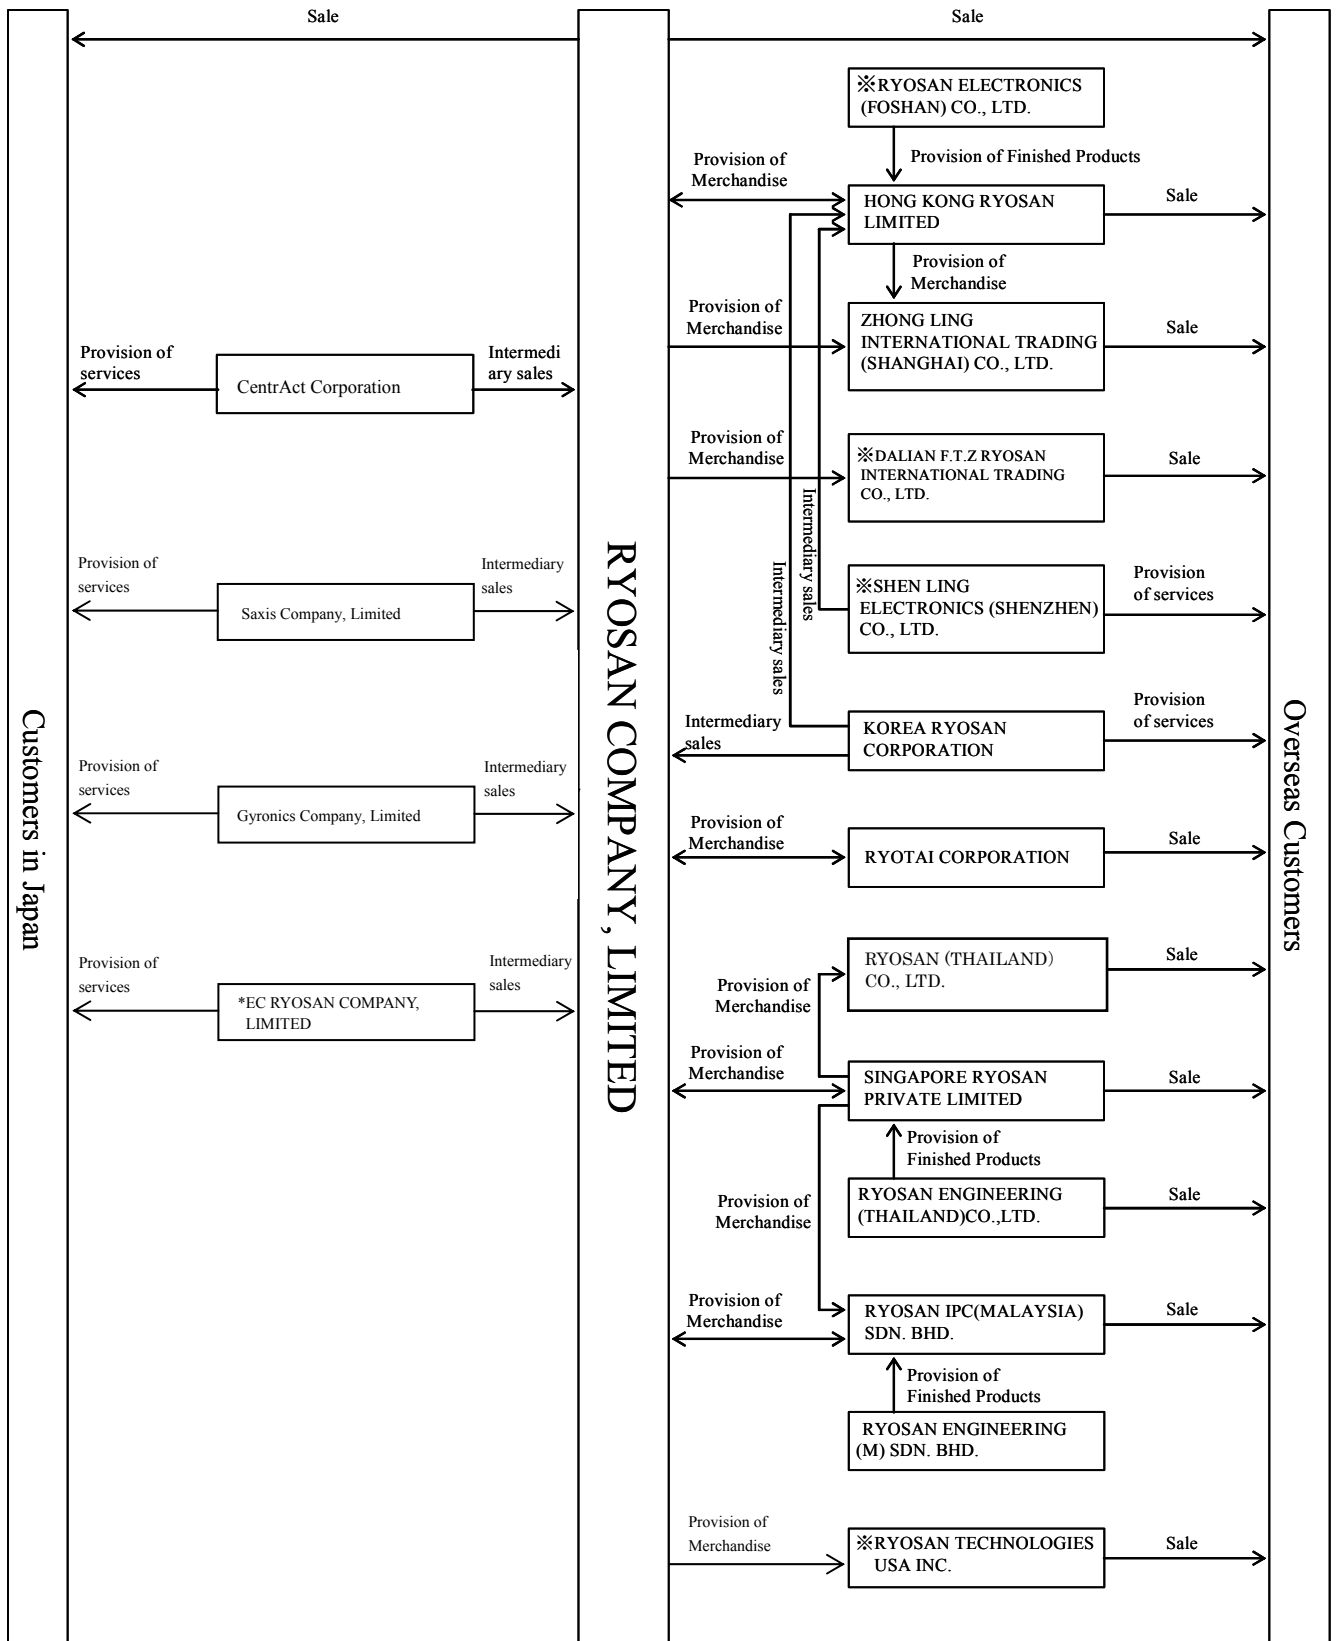 Sale
Sale
※RYOSAN ELECTRONICS
(FOSHAN) CO., LTD.
Provision of Finished Products
Provision of
Merchandise
HONG KONG RYOSAN
LIMITED
Sale
Provision of
Merchandise
Provision of
Merchandise
ZHONG LING
INTERNATIONAL TRADING
(SHANGHAI) CO., LTD.
Sale
Provision of
services
CentrAct Corporation
Intermedi
ary sales
Provision of
Merchandise
※DALIAN F.T.Z RYOSAN
INTERNATIONAL TRADING
CO., LTD.
Sale
Intermediary sales
Intermediary sales
Provision of
services
Saxis Company, Limited
Intermediary
sales
※SHEN LING
ELECTRONICS (SHENZHEN)
CO., LTD.
Provision
of services
RYOSAN COMPANY, LIMITED
Customers in Japan
Overseas Customers
Intermediary
sales
KOREA RYOSAN
CORPORATION
Provision
of services
Provision of
services
Gyronics Company, Limited
Intermediary
sales
Provision of
Merchandise
RYOTAI CORPORATION
Sale
Provision of
services
*EC RYOSAN COMPANY,
LIMITED
Intermediary
sales
RYOSAN (THAILAND)
CO., LTD.
Sale
Provision of
Merchandise
Provision of
Merchandise
SINGAPORE RYOSAN
PRIVATE LIMITED
Sale
Provision of
Finished Products
Provision of
Merchandise
RYOSAN ENGINEERING
(THAILAND)CO.,LTD.
Sale
Provision of
Merchandise
RYOSAN IPC(MALAYSIA)
SDN. BHD.
Sale
Provision of
Finished Products
RYOSAN ENGINEERING
(M) SDN. BHD.
Provision of
Merchandise
※RYOSAN TECHNOLOGIES
USA INC.
Sale